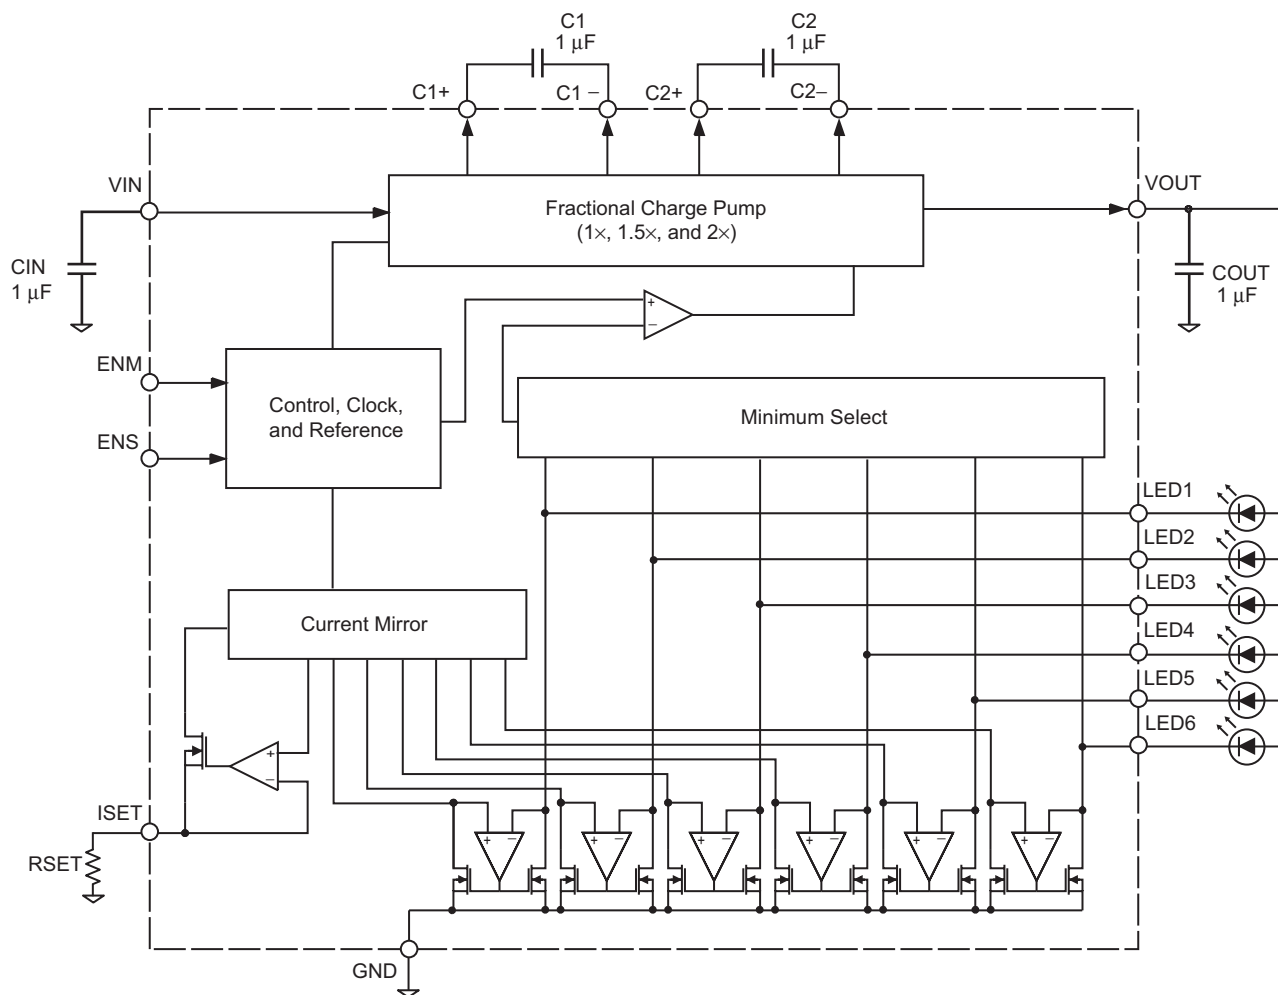 C1
1 μF
C2
1 μF
C1+
C1 –
C2+
C2–
VIN
VOUT
Fractional Charge Pump
(1×, 1.5×, and 2×)
CIN
1 μF
COUT
1 μF
+
–
ENM
Control, Clock,
and Reference
Minimum Select
ENS
LED1
LED2
LED3
LED4
LED5
LED6
Current Mirror
+
–
ISET
RSET
+ –
+ –
+ –
+ –
+ –
+ –
GND